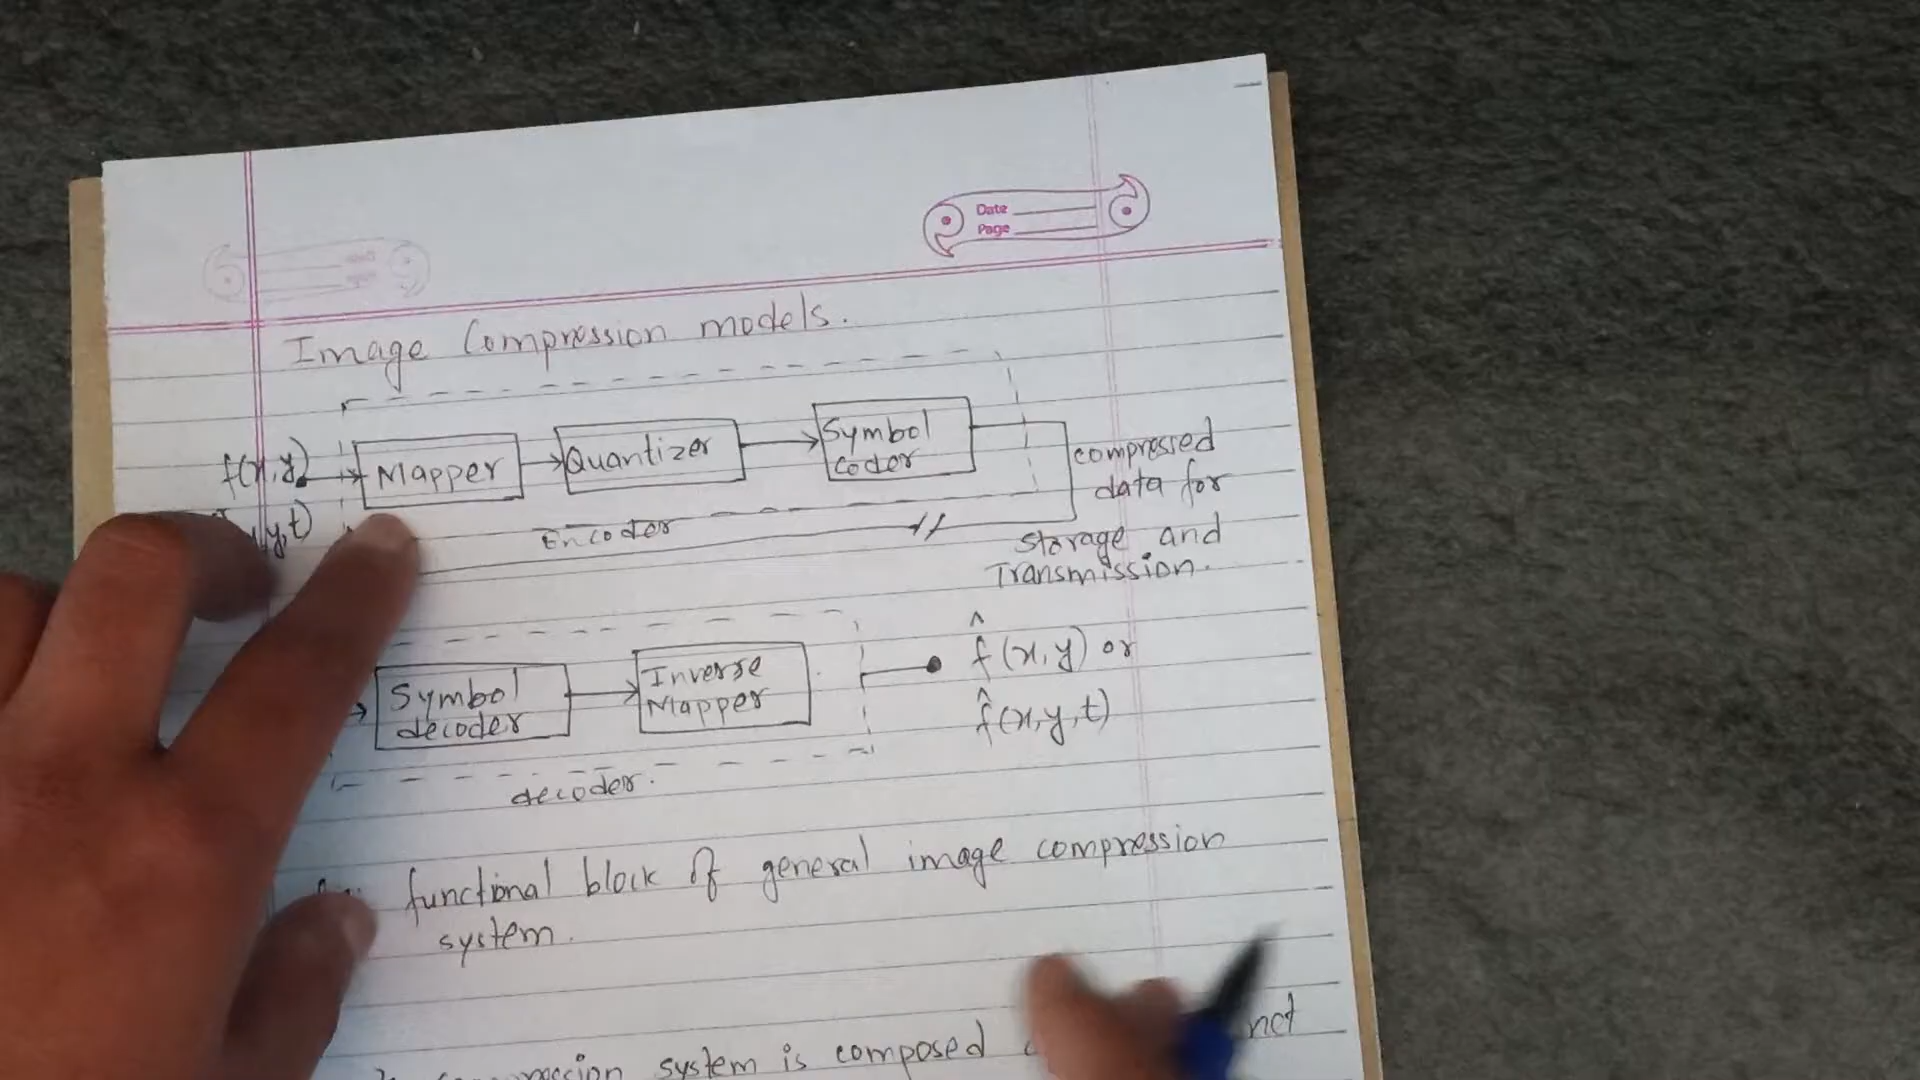 Date
Page
Image Compression models.
f(x,y)
y,t)
Mapper
Quantizer
Symbol
coder
Encoder
compressed
data for
storage and
Transmission.
Symbol
decoder
Inverse
Mapper
decoder.
f̂(x,y) or
f̂(x,y,t)
functional block of general image compression
system.
system is composed